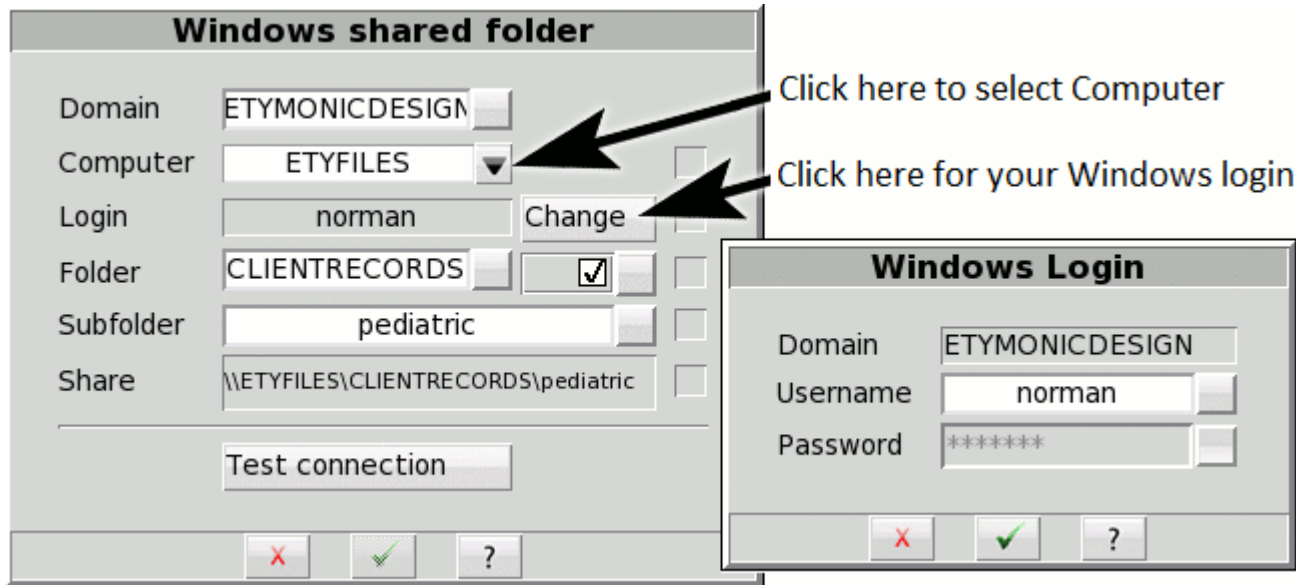 Windows shared folder
Domain ETYMONICDESIGN
Click here to select Computer
Computer ETYFILES
Click here for your Windows login
Login norman Change
Folder CLIENTRECORDS
Subfolder pediatric
Share \\ETYFILES\CLIENTRECORDS\pediatric
Test connection
X ?
Windows Login
Domain ETYMONICDESIGN
Username norman
Password *******
X ?